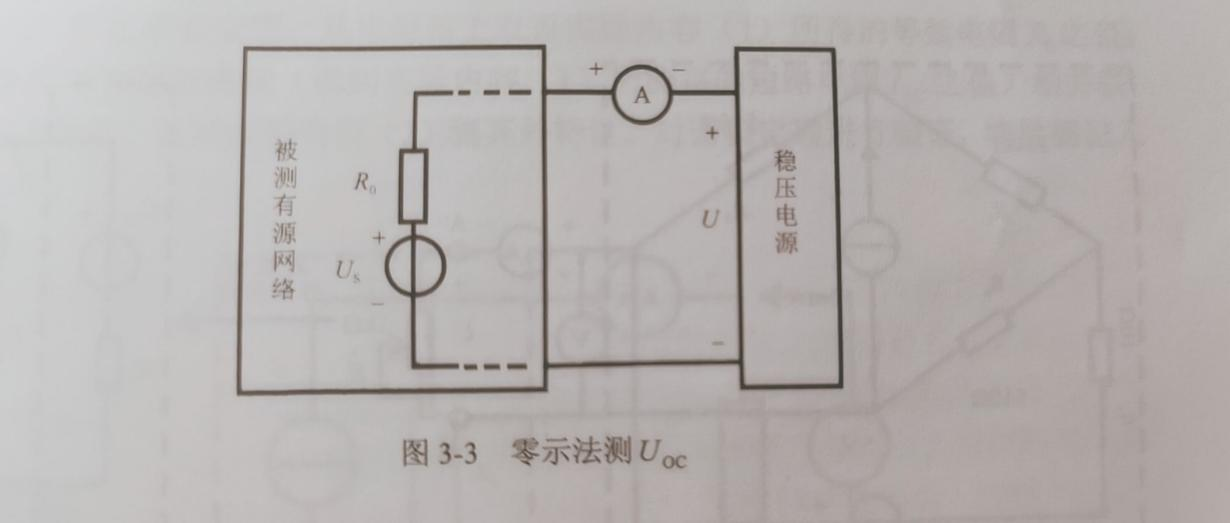 + A −
被测有源网络
R₀
+
Uₛ
−
+
U
−
稳压电源
图 3-3 零示法测 U_OC